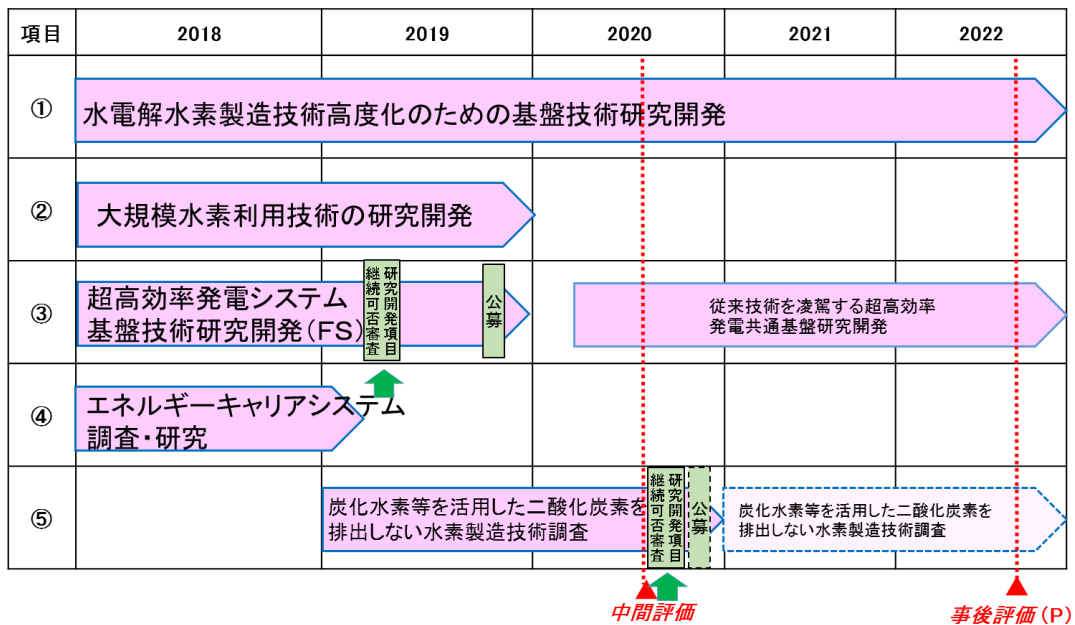 項目 2018 2019 2020 2021 2022
①
水電解水素製造技術高度化のための基盤技術研究開発
②
大規模水素利用技術の研究開発
③
超高効率発電システム
基盤技術研究開発(FS)
研究開発項目
継続可否審査
公募
従来技術を凌駕する超高効率
発電共通基盤研究開発
④
エネルギーキャリアシステム
調査・研究
⑤
炭化水素等を活用した二酸化炭素を
排出しない水素製造技術調査
研究開発項目
継続可否審査
公募
炭化水素等を活用した二酸化炭素を
排出しない水素製造技術調査
中間評価
事後評価(P)